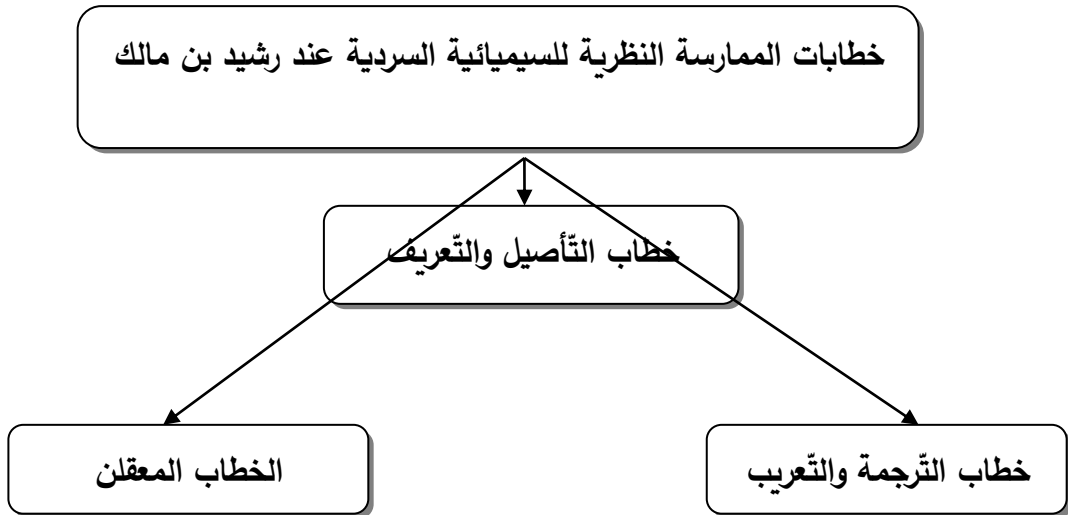 خطابات الممارسة النظرية للسيميائية السردية عند رشيد بن مالك
خطاب التّأصيل والتّعريف
خطاب التّرجمة والتّعريب
الخطاب المعقلن